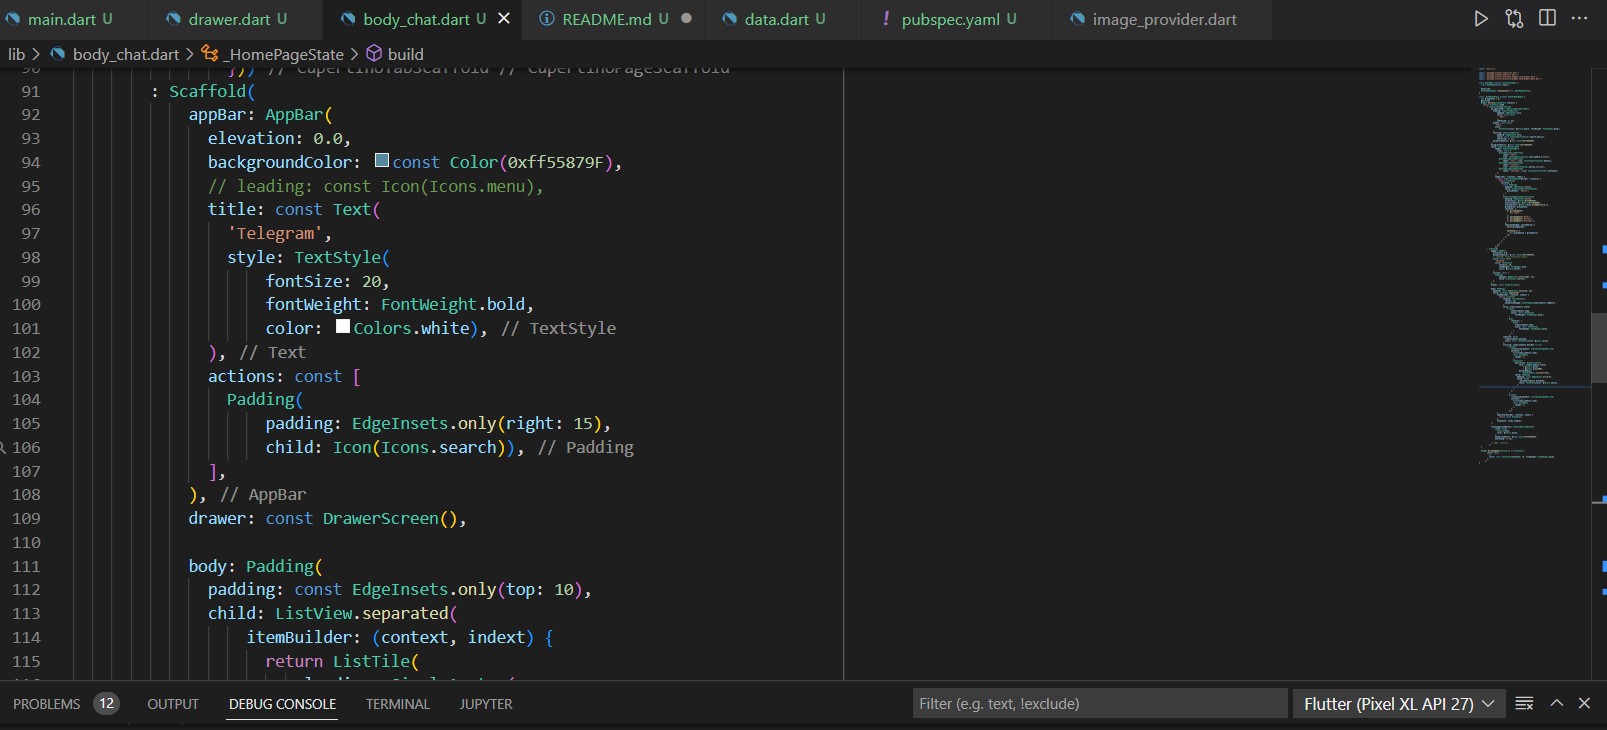 main.dart U drawer.dart U body_chat.dart U README.md U data.dart U ! pubspec.yaml U image_provider.dart
lib > body_chat.dart > _HomePageState > build
90 })) // CupertinoTabScaffold // CupertinoPageScaffold
91 : Scaffold(
92 appBar: AppBar(
93 elevation: 0.0,
94 backgroundColor: const Color(0xff55879F),
95 // leading: const Icon(Icons.menu),
96 title: const Text(
97 'Telegram',
98 style: TextStyle(
99 fontSize: 20,
100 fontWeight: FontWeight.bold,
101 color: Colors.white), // TextStyle
102 ), // Text
103 actions: const [
104 Padding(
105 padding: EdgeInsets.only(right: 15),
106 child: Icon(Icons.search)), // Padding
107 ],
108 ), // AppBar
109 drawer: const DrawerScreen(),
110
111 body: Padding(
112 padding: const EdgeInsets.only(top: 10),
113 child: ListView.separated(
114 itemBuilder: (context, indext) {
115 return ListTile(
PROBLEMS 12 OUTPUT DEBUG CONSOLE TERMINAL JUPYTER Filter (e.g. text, !exclude) Flutter (Pixel XL API 27)